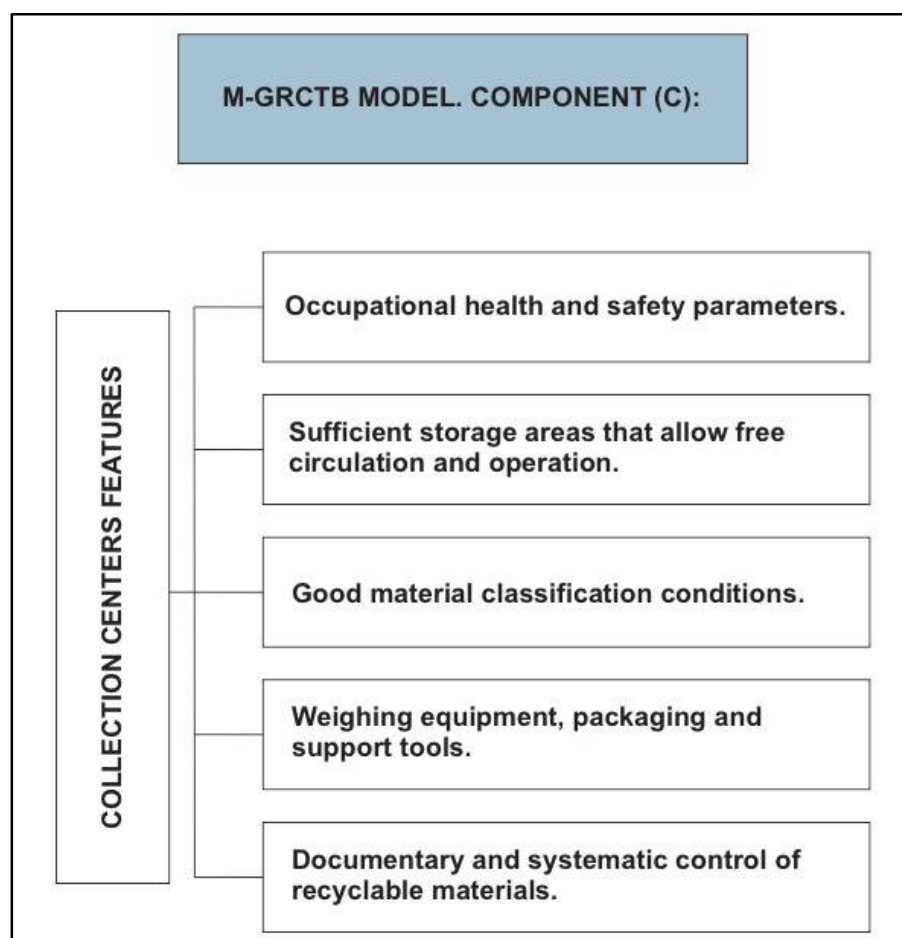 M-GRCTB MODEL. COMPONENT (C):
COLLECTION CENTERS FEATURES
Occupational health and safety parameters.
Sufficient storage areas that allow free
circulation and operation.
Good material classification conditions.
Weighing equipment, packaging and
support tools.
Documentary and systematic control of
recyclable materials.